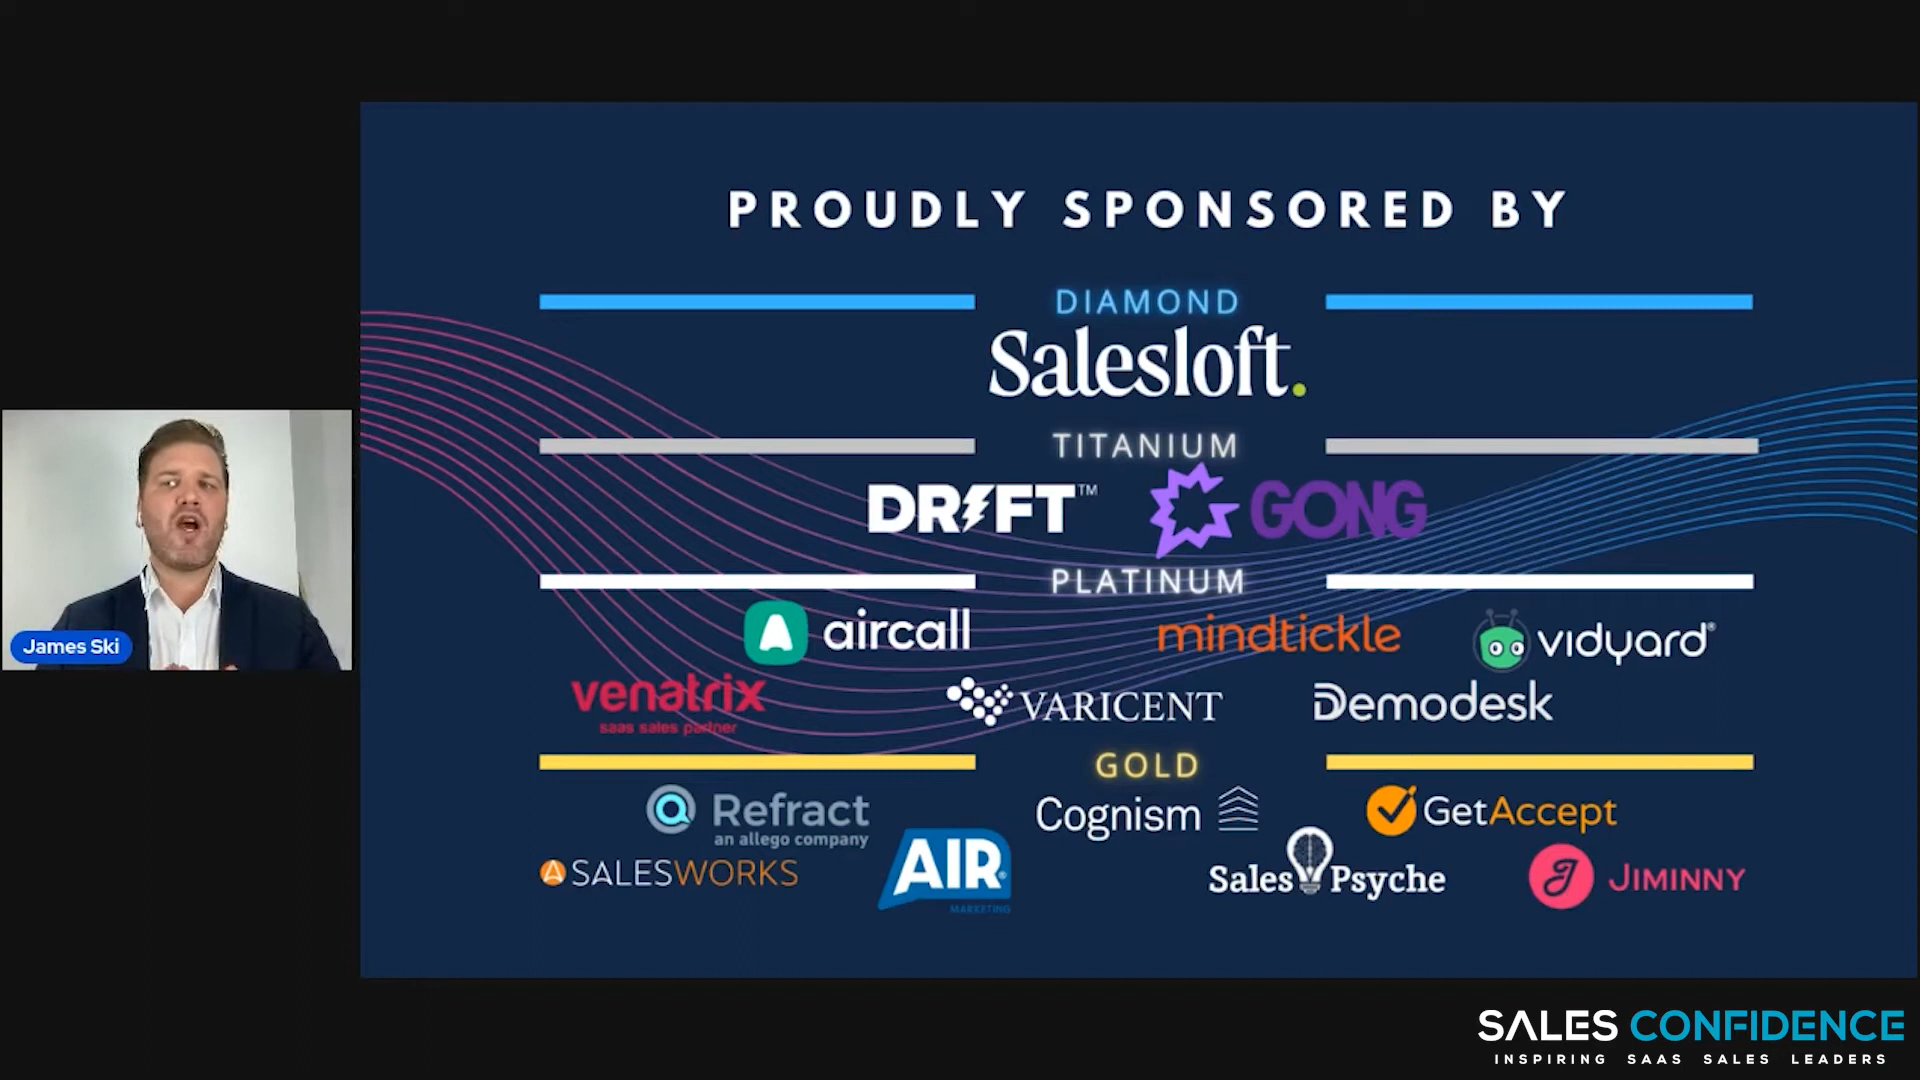 PROUDLY SPONSORED BY
DIAMOND
Salesloft.
TITANIUM
DRIFT™ GONG
PLATINUM
aircall mindtickle vidyard®
venatrix VARICENT Demodesk
saas sales partner
GOLD
Refract Cognism GetAccept
an allego company
SALESWORKS AIR® Sales Psyche JIMINNY
MARKETING
James Ski
SALES CONFIDENCE
INSPIRING SAAS SALES LEADERS